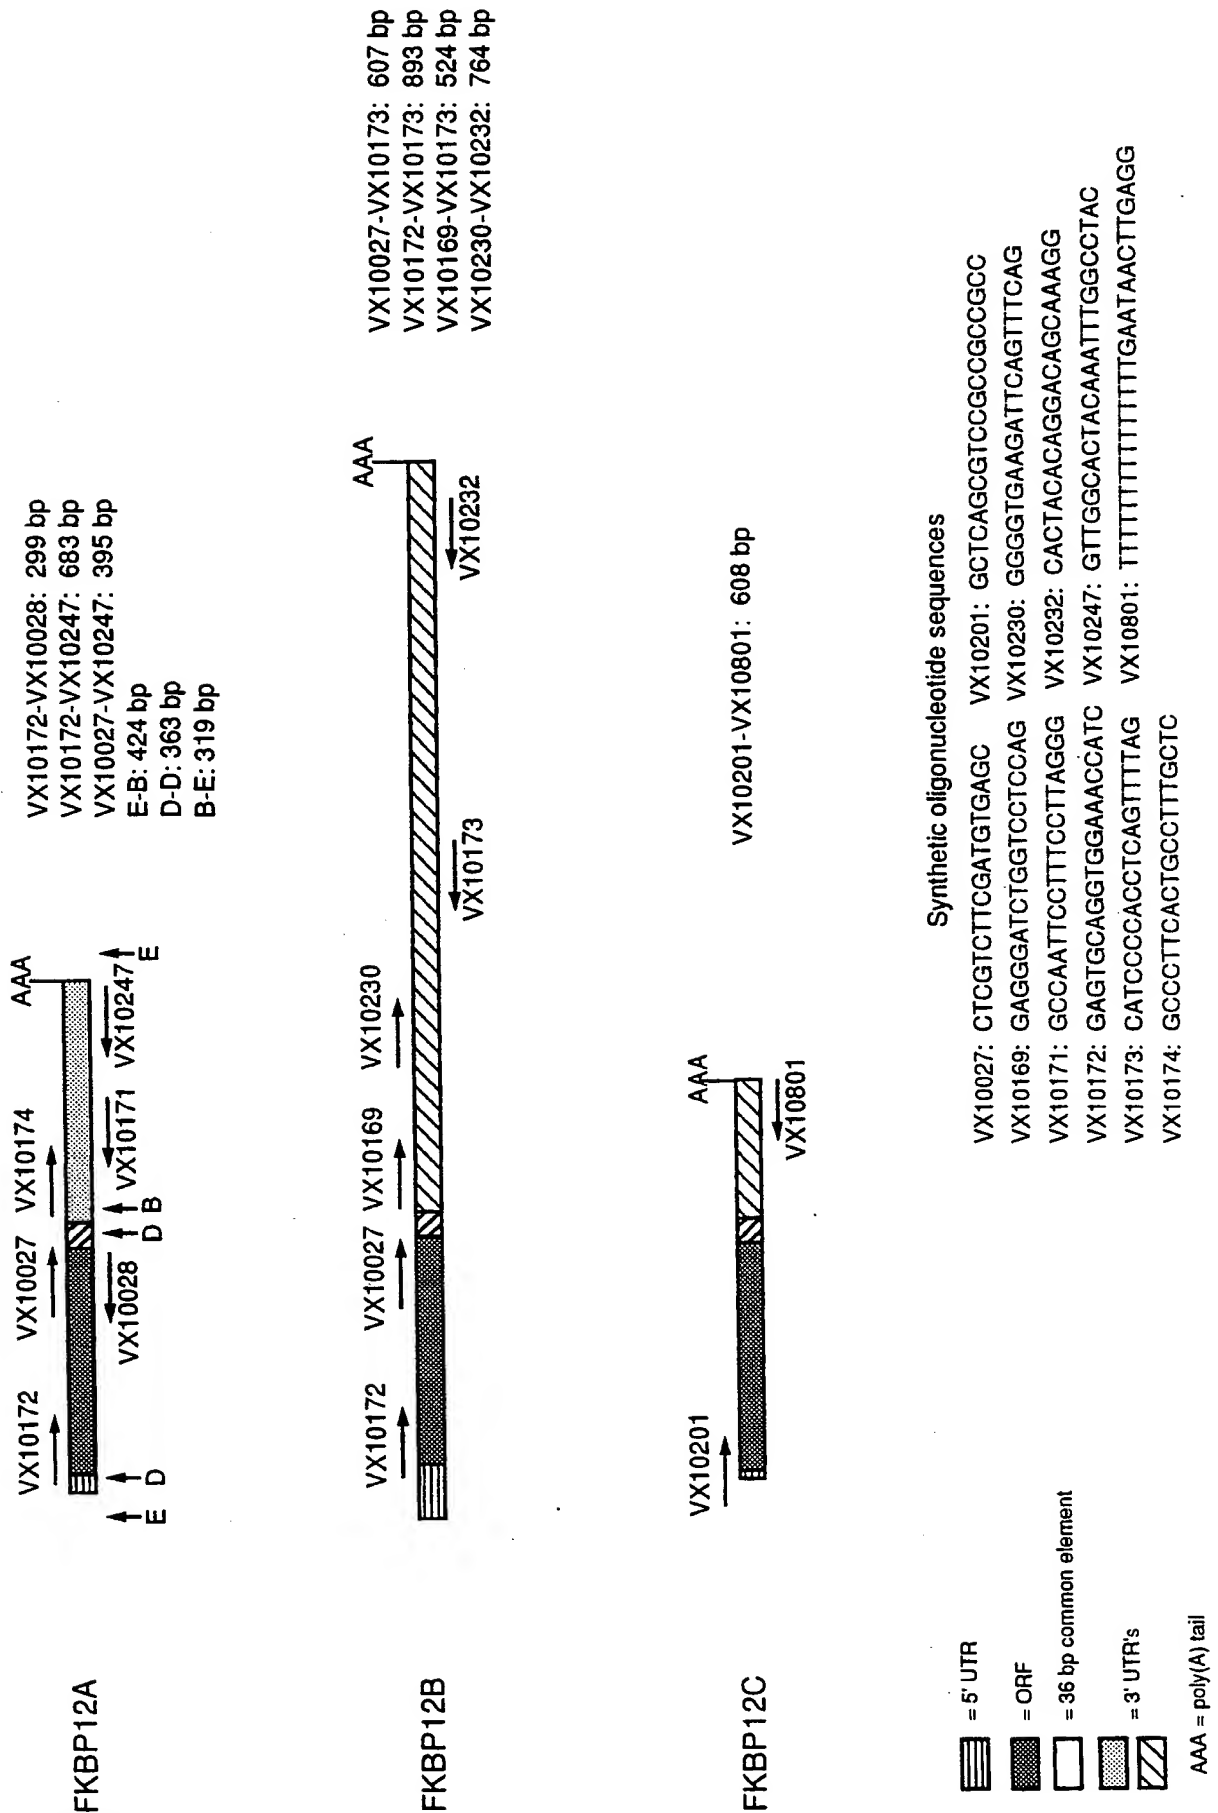 FKBP12A
VX10172
VX10027
VX10174
AAA
E
D
VX10028
D
B
VX10171
VX10247
E
VX10172-VX10028: 299 bp
VX10172-VX10247: 683 bp
VX10027-VX10247: 395 bp
E-B: 424 bp
D-D: 363 bp
B-E: 319 bp
FKBP12B
VX10172
VX10027
VX10169
VX10230
AAA
VX10173
VX10232
VX10027-VX10173: 607 bp
VX10172-VX10173: 893 bp
VX10169-VX10173: 524 bp
VX10230-VX10232: 764 bp
FKBP12C
VX10201
AAA
VX10801
VX10201-VX10801: 608 bp
= 5' UTR
= ORF
= 36 bp common element
= 3' UTR's
AAA = poly(A) tail
Synthetic oligonucleotide sequences
VX10027: CTCGTCTTCGATGTGAGC VX10201: GCTCAGCGTCCGCCGCC
VX10169: GAGGGATCTGGTCCTCCAG VX10230: GGGGTGAAGATTCAGTTTCAG
VX10171: GCCAATTCCTTTCCTTAGGG VX10232: CACTACACAGGACAGCAAAGG
VX10172: GAGTGCAGGTGGAAACCATC VX10247: GTTGGCACTACAAATTTGGCCTAC
VX10173: CATCCCCACCTCAGTTTTAG VX10801: TTTTTTTTTTTTTTTGAATAACTTGAGG
VX10174: GCCCTTCACTGCCTTTGCTC